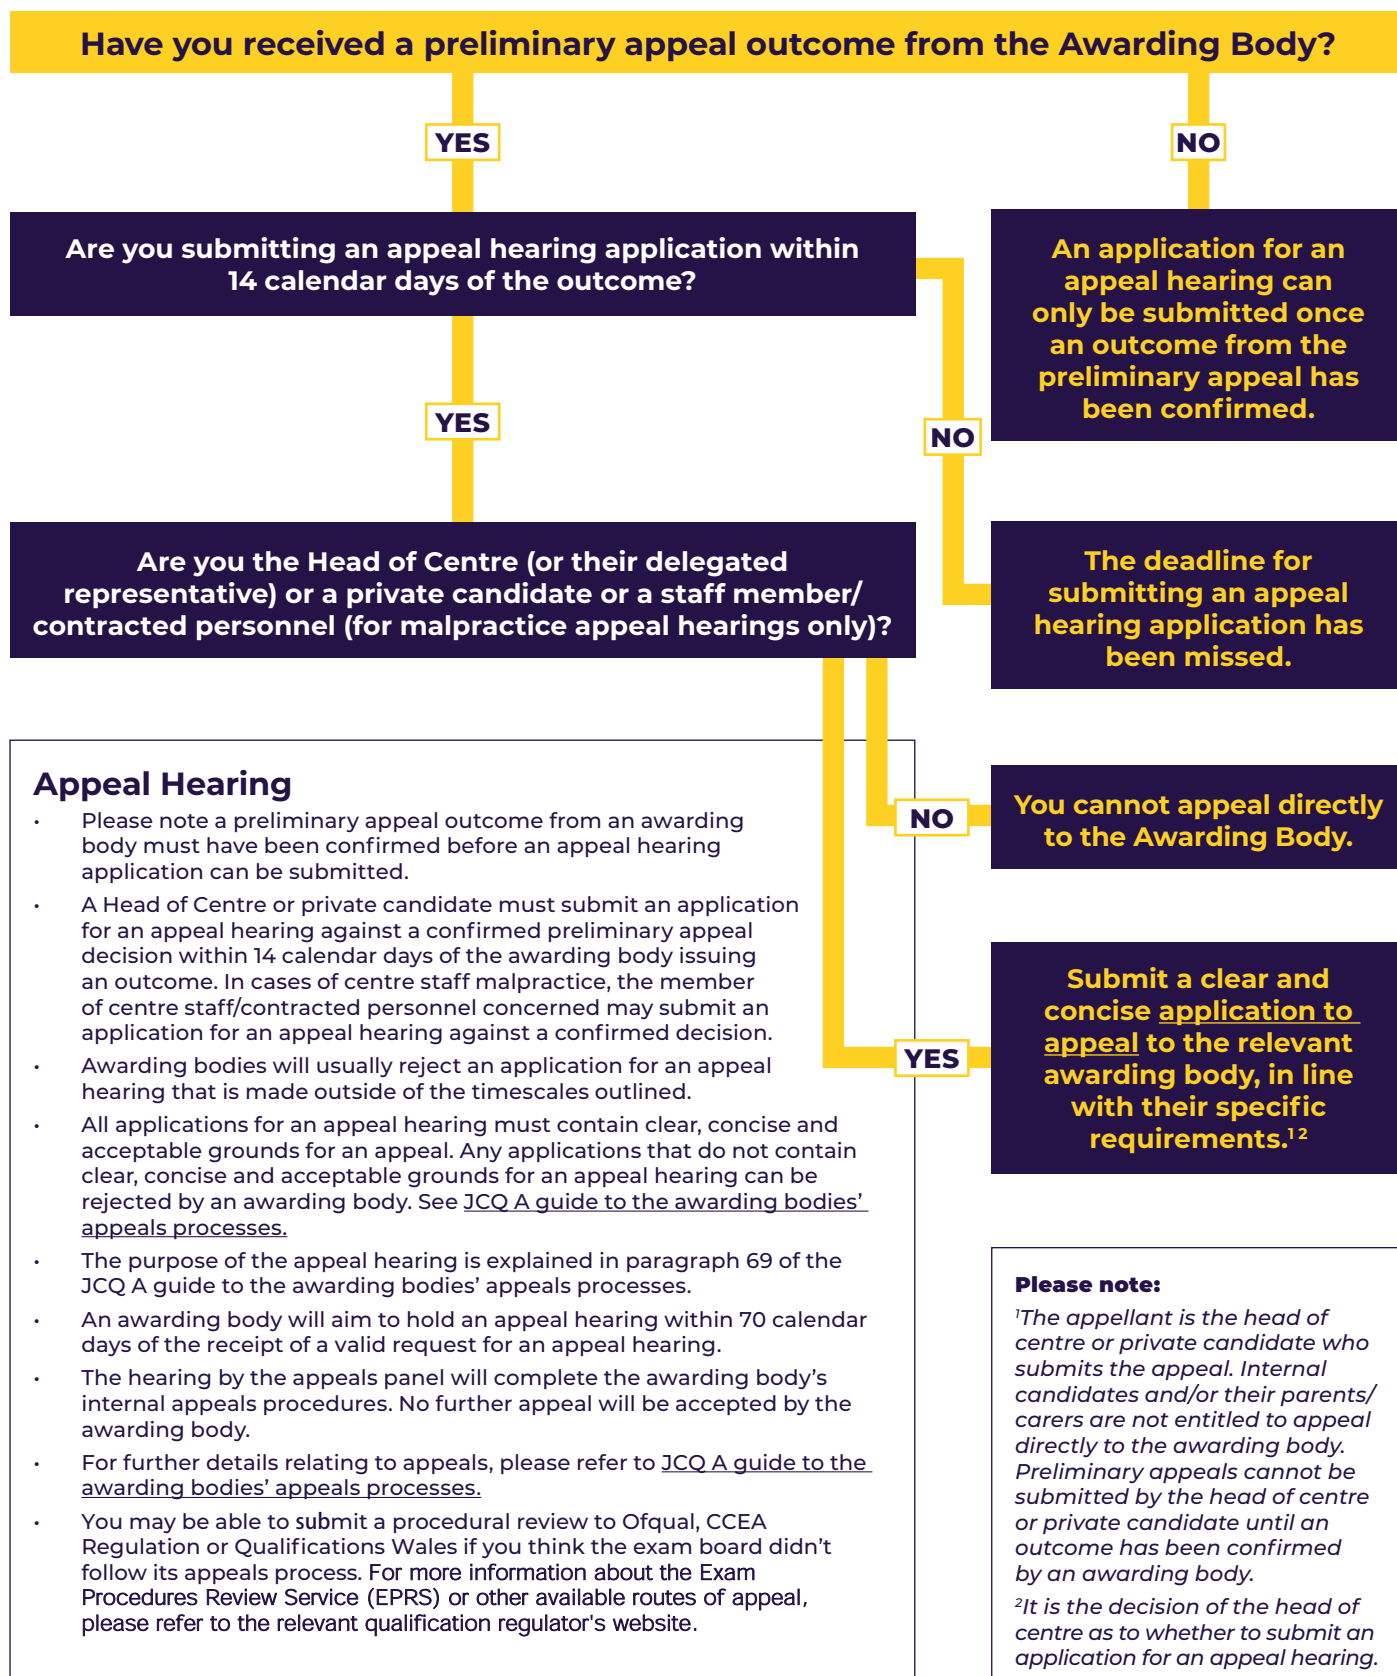 Have you received a preliminary appeal outcome from the Awarding Body?
YES
NO
Are you submitting an appeal hearing application within
14 calendar days of the outcome?
An application for an
appeal hearing can
only be submitted once
an outcome from the
preliminary appeal has
been confirmed.
YES
NO
Are you the Head of Centre (or their delegated
representative) or a private candidate or a staff member/
contracted personnel (for malpractice appeal hearings only)?
The deadline for
submitting an appeal
hearing application has
been missed.
NO
You cannot appeal directly
to the Awarding Body.
YES
Submit a clear and
concise application to
appeal to the relevant
awarding body, in line
with their specific
requirements.¹ ²
Appeal Hearing
• Please note a preliminary appeal outcome from an awarding
body must have been confirmed before an appeal hearing
application can be submitted.
• A Head of Centre or private candidate must submit an application
for an appeal hearing against a confirmed preliminary appeal
decision within 14 calendar days of the awarding body issuing
an outcome. In cases of centre staff malpractice, the member
of centre staff/contracted personnel concerned may submit an
application for an appeal hearing against a confirmed decision.
• Awarding bodies will usually reject an application for an appeal
hearing that is made outside of the timescales outlined.
• All applications for an appeal hearing must contain clear, concise and
acceptable grounds for an appeal. Any applications that do not contain
clear, concise and acceptable grounds for an appeal hearing can be
rejected by an awarding body. See JCQ A guide to the awarding bodies’
appeals processes.
• The purpose of the appeal hearing is explained in paragraph 69 of the
JCQ A guide to the awarding bodies’ appeals processes.
• An awarding body will aim to hold an appeal hearing within 70 calendar
days of the receipt of a valid request for an appeal hearing.
• The hearing by the appeals panel will complete the awarding body’s
internal appeals procedures. No further appeal will be accepted by the
awarding body.
• For further details relating to appeals, please refer to JCQ A guide to the
awarding bodies’ appeals processes.
• You may be able to submit a procedural review to Ofqual, CCEA
Regulation or Qualifications Wales if you think the exam board didn’t
follow its appeals process. For more information about the Exam
Procedures Review Service (EPRS) or other available routes of appeal,
please refer to the relevant qualification regulator's website.
Please note:
¹The appellant is the head of
centre or private candidate who
submits the appeal. Internal
candidates and/or their parents/
carers are not entitled to appeal
directly to the awarding body.
Preliminary appeals cannot be
submitted by the head of centre
or private candidate until an
outcome has been confirmed
by an awarding body.
²It is the decision of the head of
centre as to whether to submit an
application for an appeal hearing.